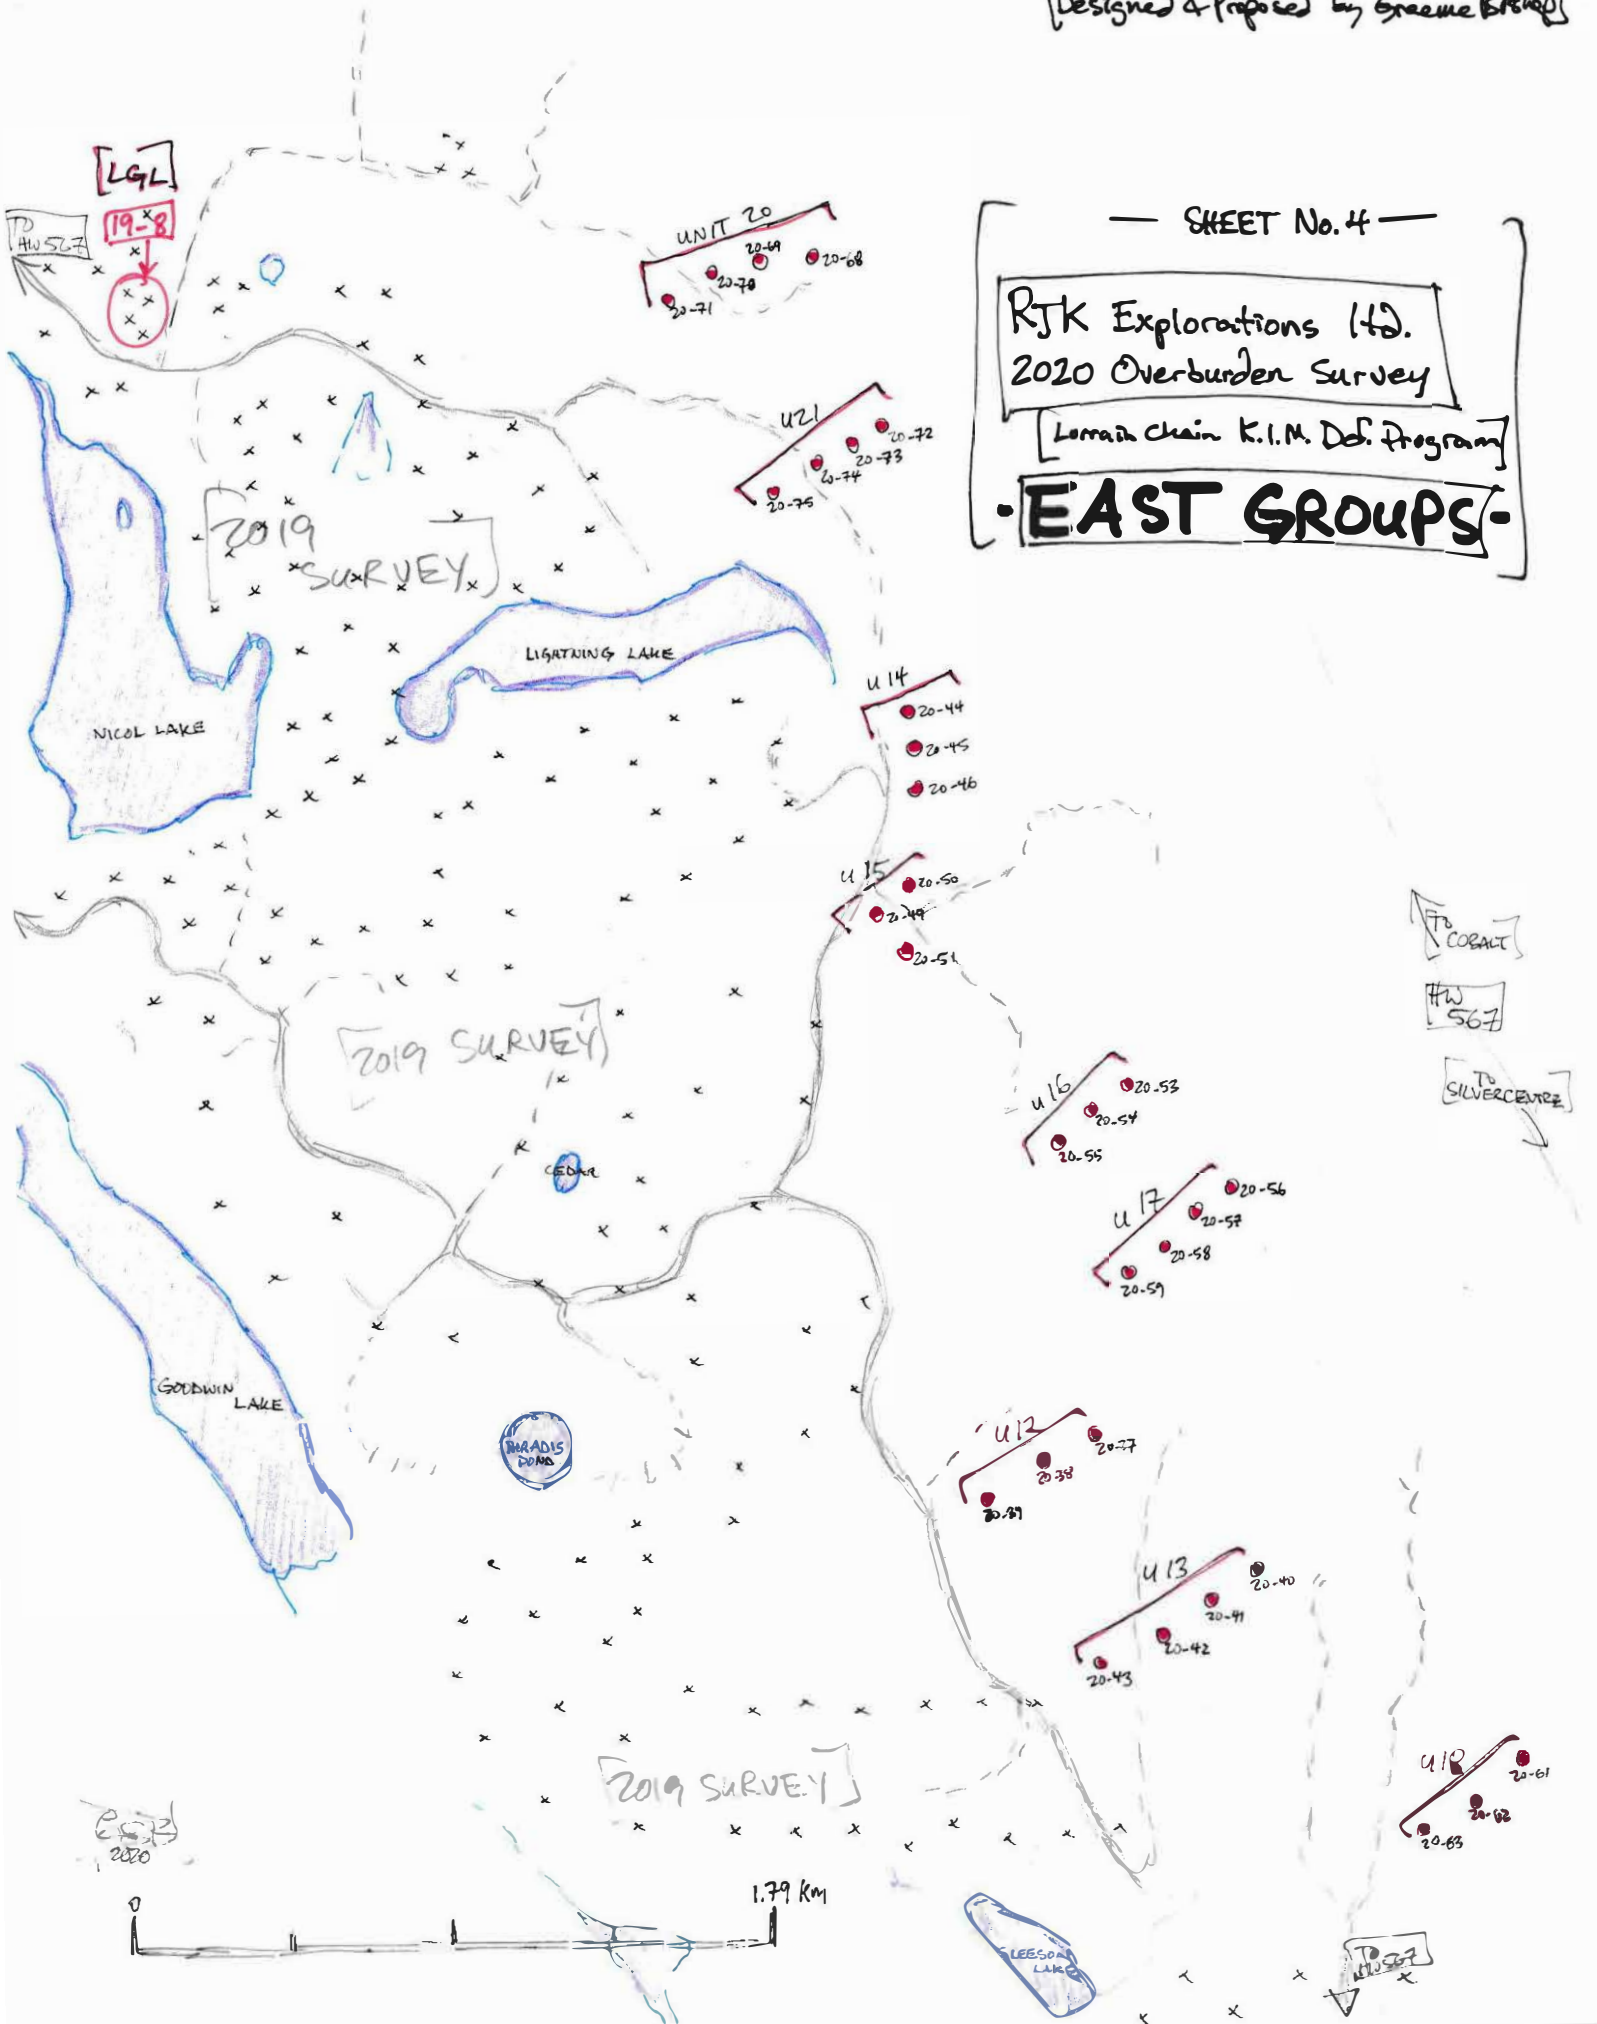 [Designed & Proposed by Graeme Bishop]
[LGL]
19-8
TO
HW 567
UNIT 20
20-69
20-68
20-70
20-71
— SHEET No. 4 —
RJK Explorations ltd.
2020 Overburden Survey
[Lorrain Chain K.I.M. Def. Program]
- EAST GROUPS -
U21
20-72
20-73
20-74
20-75
[2019
SURVEY]
LIGHTNING LAKE
NICOL LAKE
U14
20-44
20-45
20-46
U15
20-50
20-49
20-51
[TO
COBALT]
HW
567
[TO
SILVERCENTRE]
[2019 SURVEY]
CEDAR
U16
20-53
20-54
20-55
U17
20-56
20-57
20-58
20-59
GOODWIN
LAKE
PARADIS
POND
U12
20-37
20-38
20-39
U13
20-40
20-41
20-42
20-43
[2019 SURVEY]
U18
20-61
20-62
20-63
2020
0
1.79 Km
GLEESON
LAKE
TO
HW 567